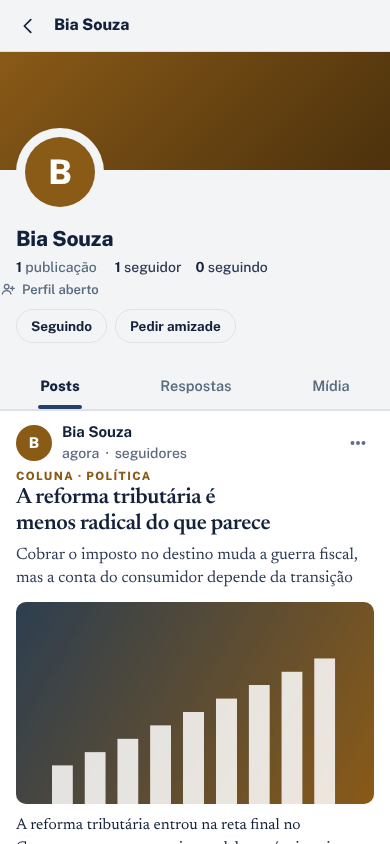 Bia Souza
B
Bia Souza
1 publicação 1 seguidor 0 seguindo
Perfil aberto
Seguindo Pedir amizade
Posts Respostas Mídia
B
Bia Souza
agora · seguidores
COLUNA · POLÍTICA
A reforma tributária é
menos radical do que parece
Cobrar o imposto no destino muda a guerra fiscal,
mas a conta do consumidor depende da transição
A reforma tributária entrou na reta final no